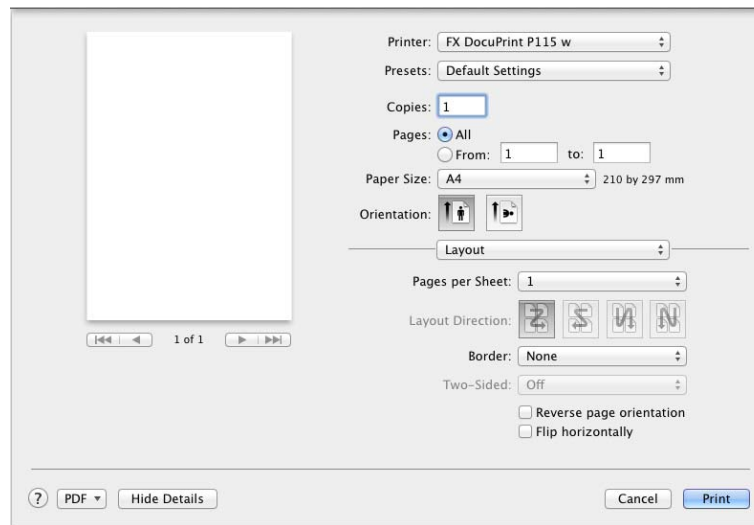 Printer: FX DocuPrint P115 w
Presets: Default Settings
Copies: 1
Pages: All
From: 1 to: 1
Paper Size: A4 210 by 297 mm
Orientation:
Layout
Pages per Sheet: 1
Layout Direction:
Border: None
Two-Sided: Off
Reverse page orientation
Flip horizontally
1 of 1
? PDF Hide Details Cancel Print